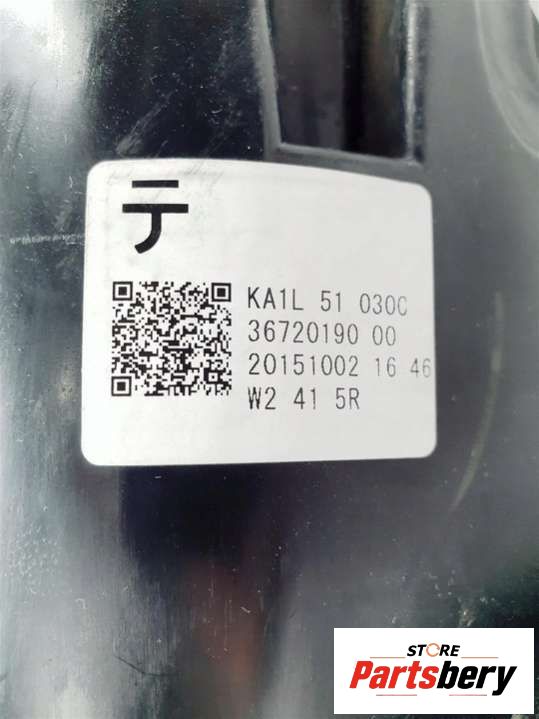 テ
KA1L 51 030C
36720190 00
20151002 16 46
W2 41 5R
STORE
Partsbery